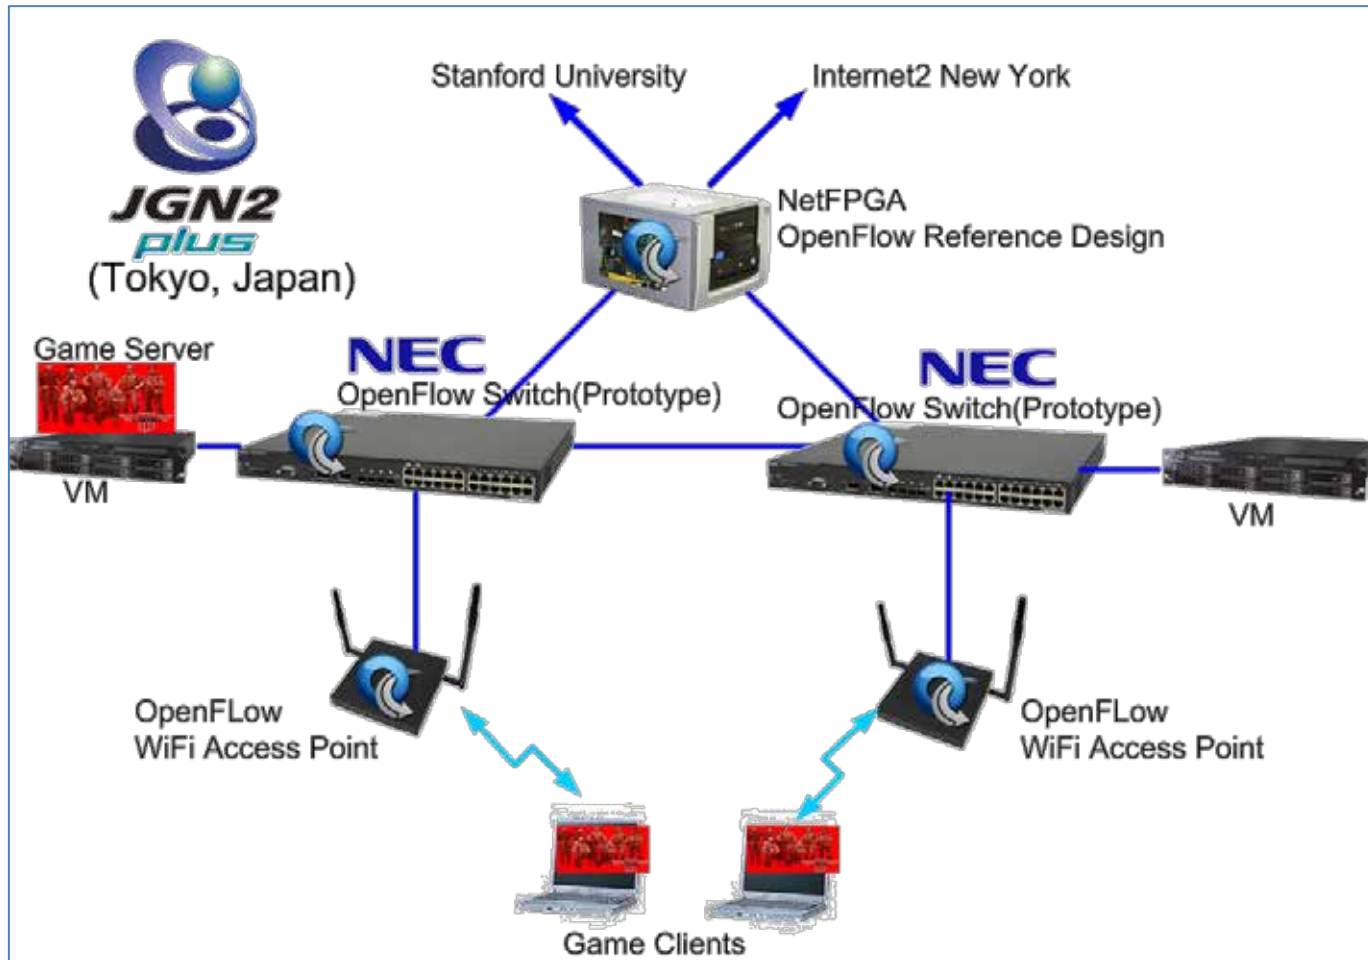 Stanford University
Internet2 New York
JGN2
plus
(Tokyo, Japan)
NetFPGA
OpenFlow Reference Design
Game Server
NEC
OpenFlow Switch(Prototype)
NEC
OpenFlow Switch(Prototype)
VM
VM
OpenFLow
WiFi Access Point
OpenFLow
WiFi Access Point
Game Clients